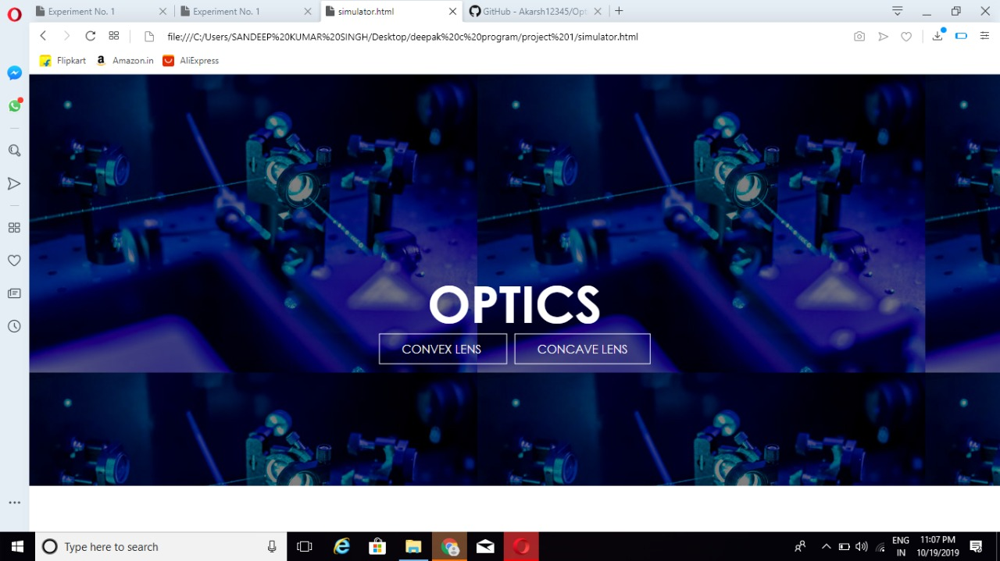 Experiment No. 1
Experiment No. 1
simulator.html
GitHub - Akarsh12345/Opt
file:///C:/Users/SANDEEP%20KUMAR%20SINGH/Desktop/deepak%20c%20program/project%201/simulator.html
Flipkart
a Amazon.in
AliExpress
OPTICS
CONVEX LENS
CONCAVE LENS
Type here to search
ENG
IN
11:07 PM
10/19/2019